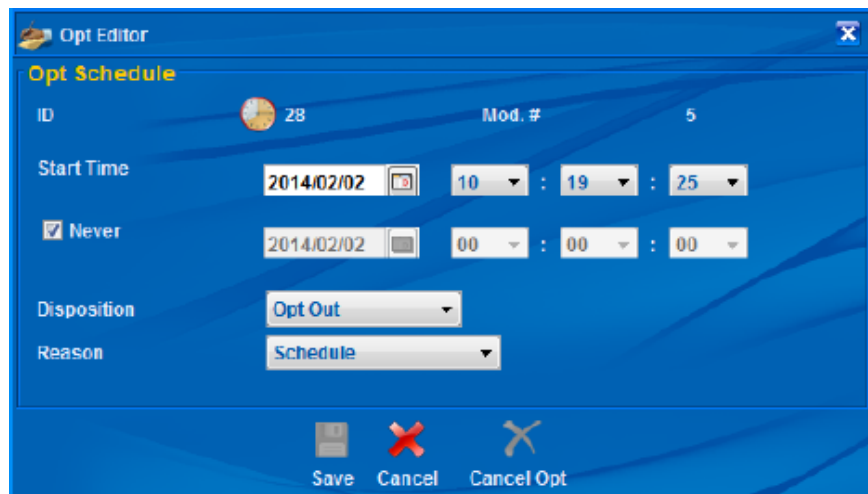 Opt Editor
Opt Schedule
ID 28 Mod. # 5
Start Time 2014/02/02 10 : 19 : 25
Never 2014/02/02 00 : 00 : 00
Disposition Opt Out
Reason Schedule
Save Cancel Cancel Opt